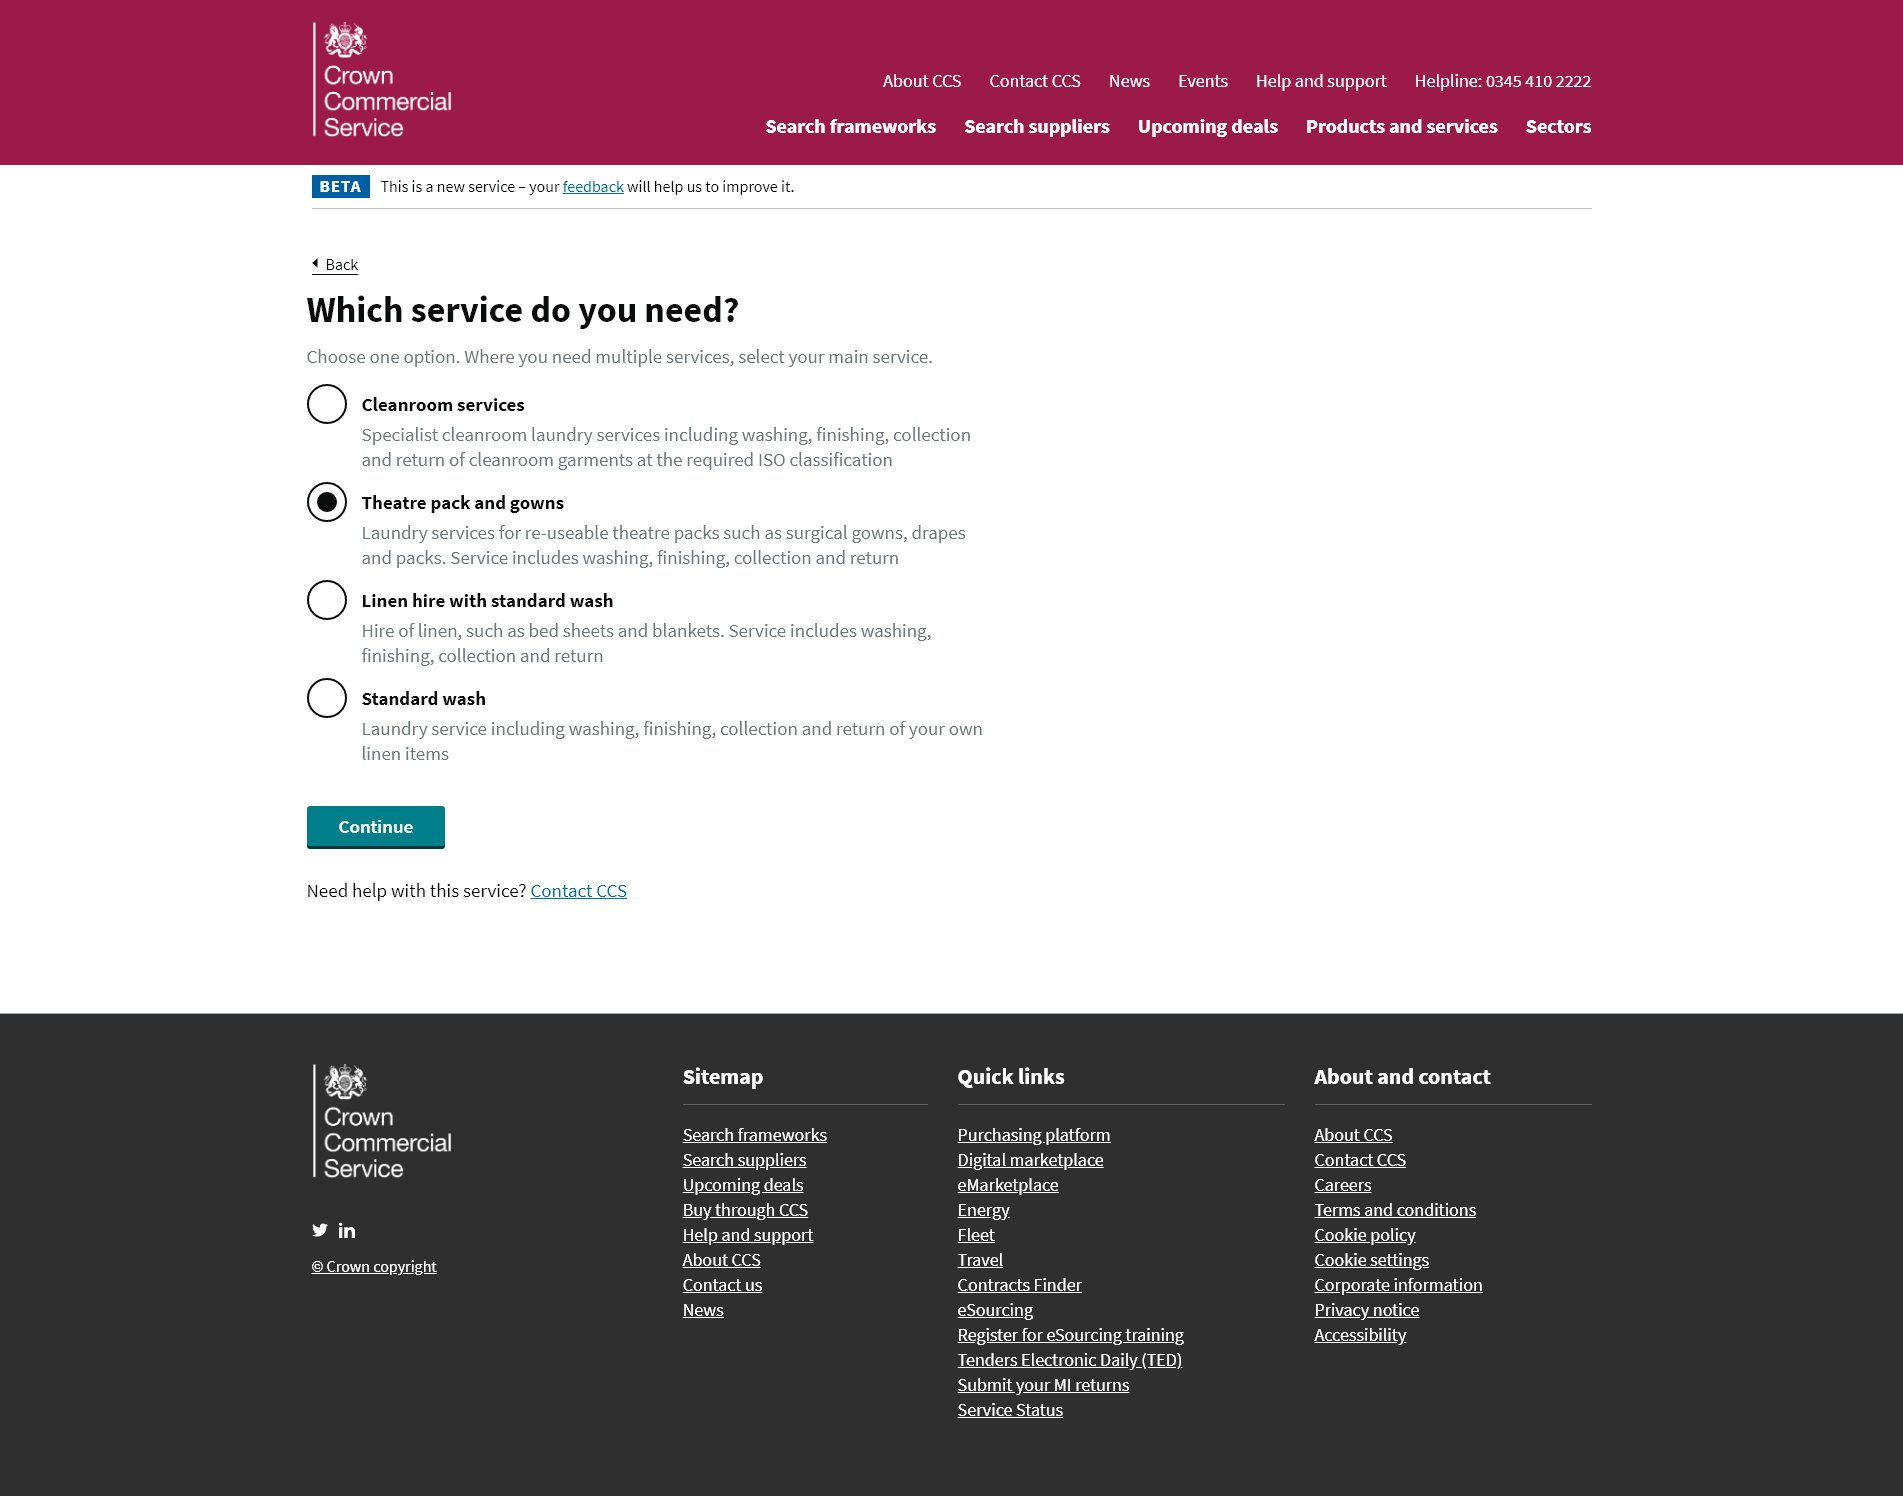 Crown
Commercial
Service
About CCS Contact CCS News Events Help and support Helpline: 0345 410 2222
Search frameworks Search suppliers Upcoming deals Products and services Sectors
BETA This is a new service – your feedback will help us to improve it.
Back
Which service do you need?
Choose one option. Where you need multiple services, select your main service.
Cleanroom services
Specialist cleanroom laundry services including washing, finishing, collection
and return of cleanroom garments at the required ISO classification
Theatre pack and gowns
Laundry services for re-useable theatre packs such as surgical gowns, drapes
and packs. Service includes washing, finishing, collection and return
Linen hire with standard wash
Hire of linen, such as bed sheets and blankets. Service includes washing,
finishing, collection and return
Standard wash
Laundry service including washing, finishing, collection and return of your own
linen items
Continue
Need help with this service? Contact CCS
Crown
Commercial
Service
© Crown copyright
Sitemap
Search frameworks
Search suppliers
Upcoming deals
Buy through CCS
Help and support
About CCS
Contact us
News
Quick links
Purchasing platform
Digital marketplace
eMarketplace
Energy
Fleet
Travel
Contracts Finder
eSourcing
Register for eSourcing training
Tenders Electronic Daily (TED)
Submit your MI returns
Service Status
About and contact
About CCS
Contact CCS
Careers
Terms and conditions
Cookie policy
Cookie settings
Corporate information
Privacy notice
Accessibility